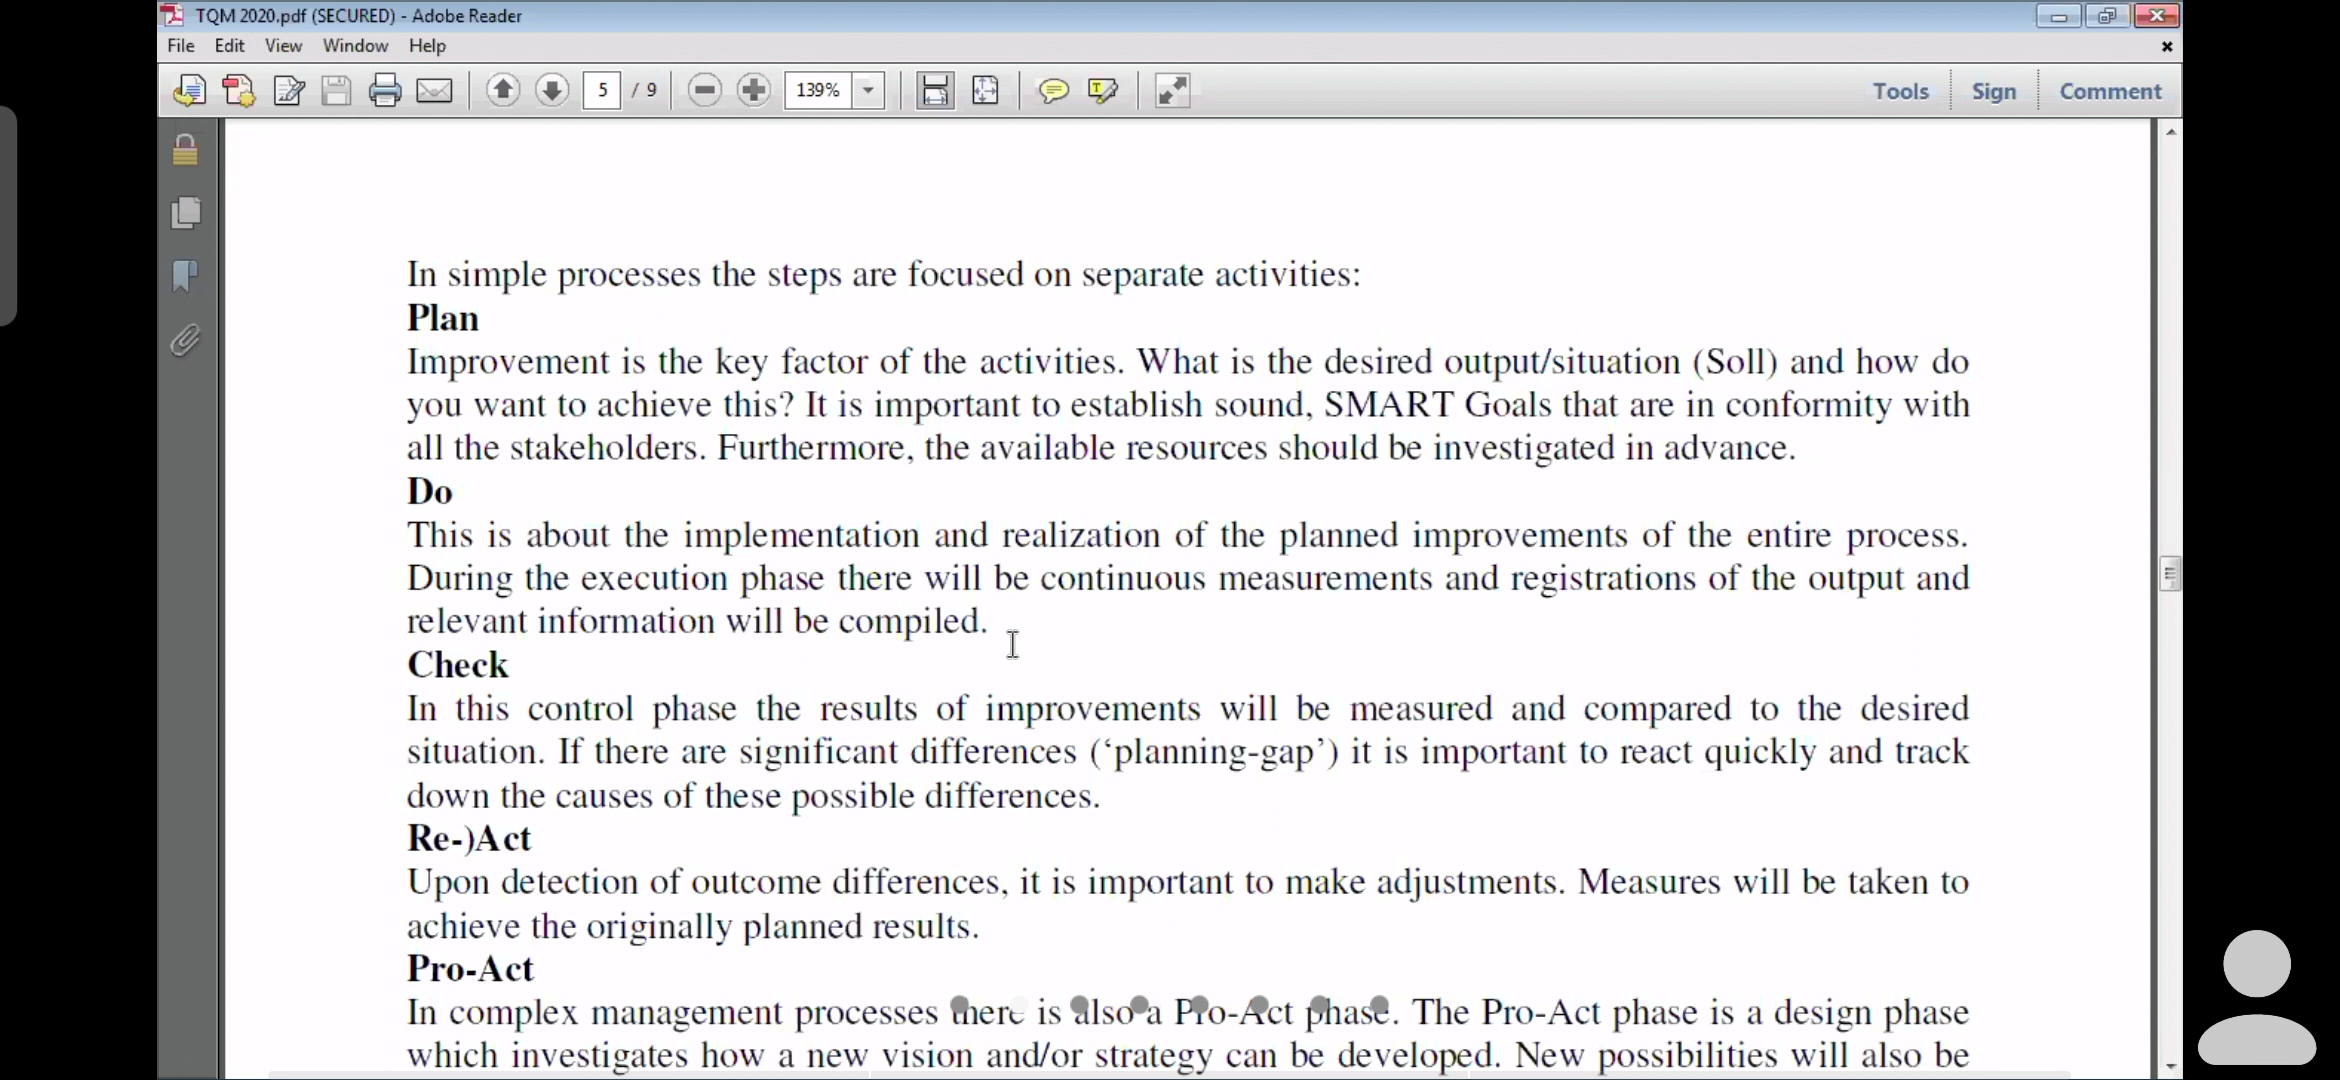 TQM 2020.pdf (SECURED) - Adobe Reader
File Edit View Window Help
5 / 9 139% Tools Sign Comment
In simple processes the steps are focused on separate activities:
Plan
Improvement is the key factor of the activities. What is the desired output/situation (Soll) and how do
you want to achieve this? It is important to establish sound, SMART Goals that are in conformity with
all the stakeholders. Furthermore, the available resources should be investigated in advance.
Do
This is about the implementation and realization of the planned improvements of the entire process.
During the execution phase there will be continuous measurements and registrations of the output and
relevant information will be compiled.
Check
In this control phase the results of improvements will be measured and compared to the desired
situation. If there are significant differences (‘planning-gap’) it is important to react quickly and track
down the causes of these possible differences.
Re-)Act
Upon detection of outcome differences, it is important to make adjustments. Measures will be taken to
achieve the originally planned results.
Pro-Act
In complex management processes there is also a Pro-Act phase. The Pro-Act phase is a design phase
which investigates how a new vision and/or strategy can be developed. New possibilities will also be